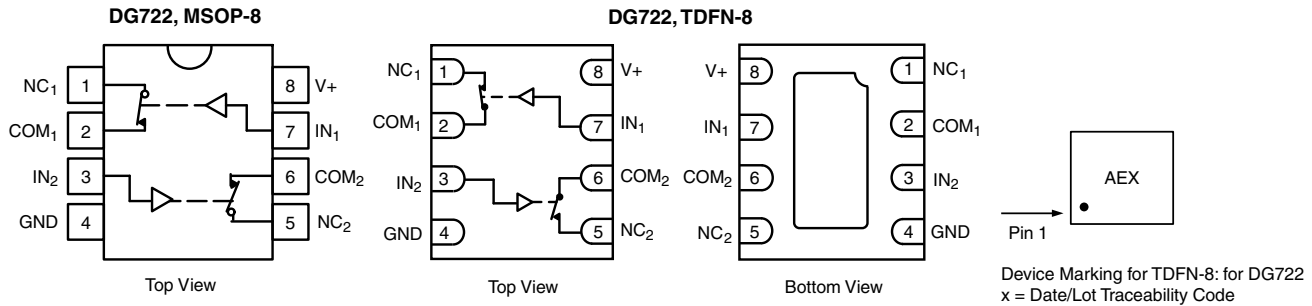 DG722, MSOP-8
NC1
1
8
V+
COM1
2
7
IN1
IN2
3
6
COM2
GND
4
5
NC2
Top View
DG722, TDFN-8
NC1
1
8
V+
COM1
2
7
IN1
IN2
3
6
COM2
GND
4
5
NC2
Top View
V+
8
1
NC1
IN1
7
2
COM1
COM2
6
3
IN2
NC2
5
4
GND
Bottom View
AEX
Pin 1
Device Marking for TDFN-8: for DG722
x = Date/Lot Traceability Code